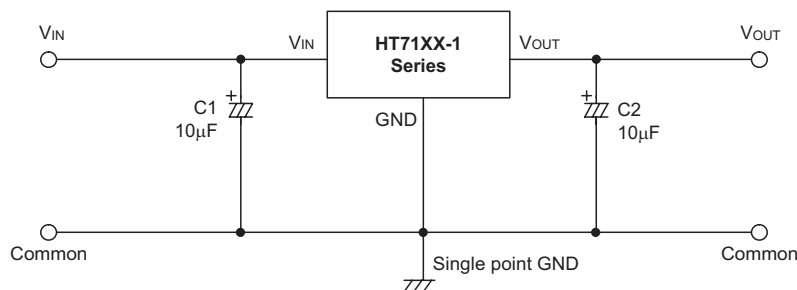 VIN
VIN
HT71XX-1
Series
VOUT
VOUT
C1
10μF
GND
C2
10μF
Common
Single point GND
Common